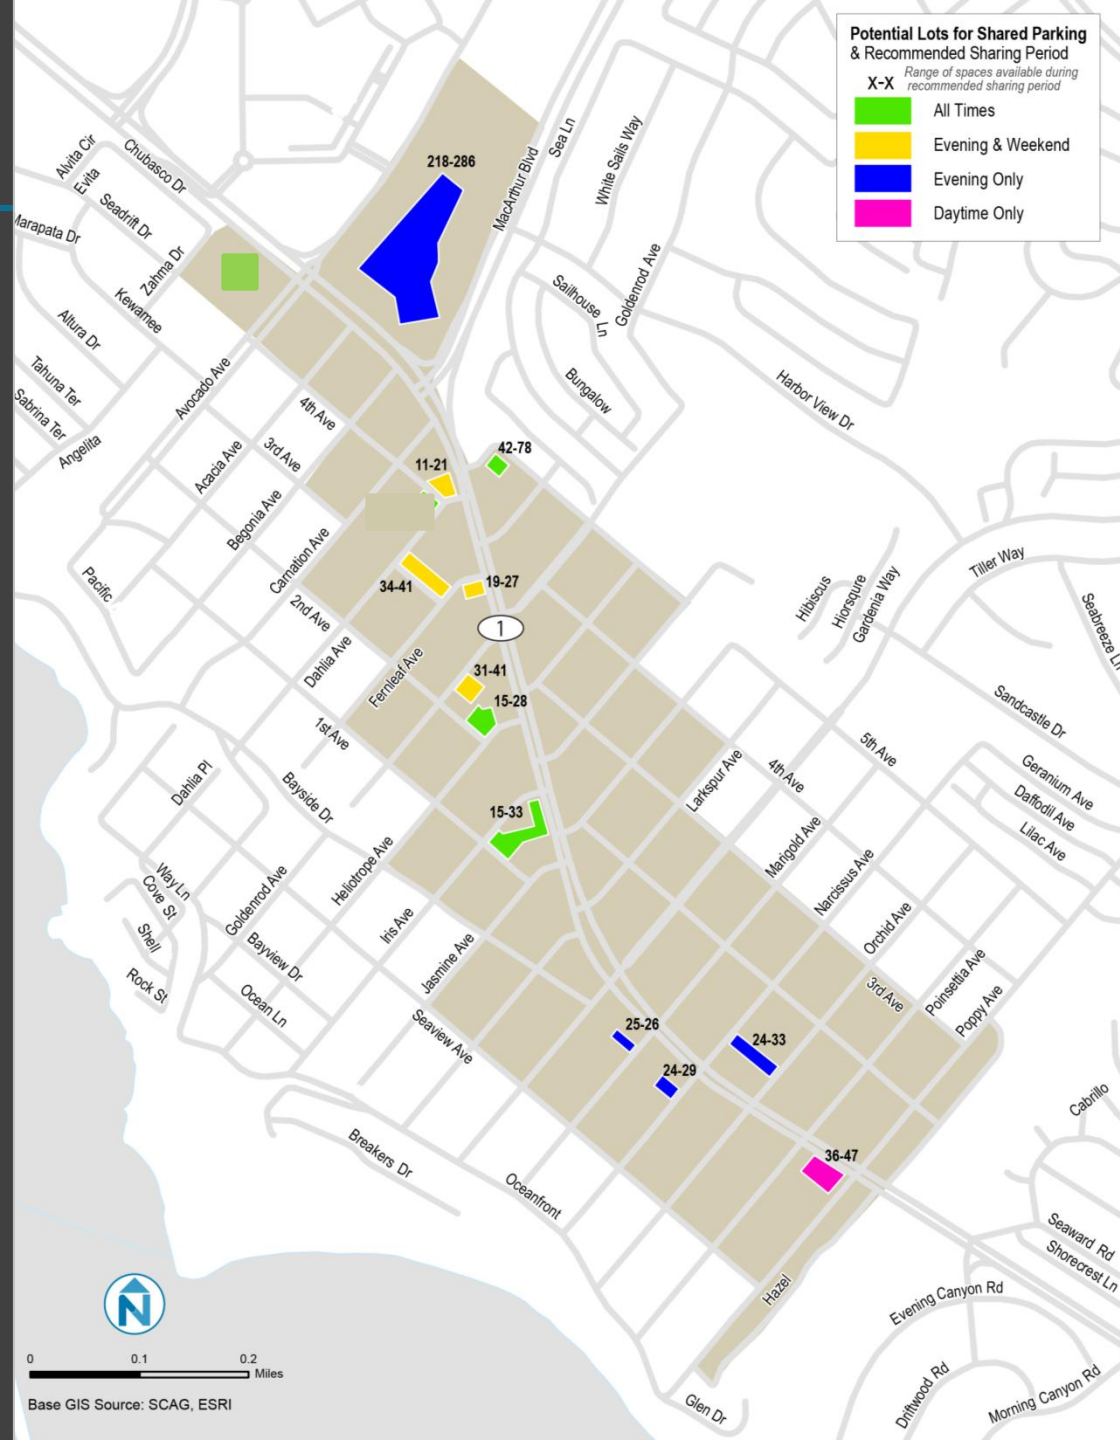 Potential Lots for Shared Parking
& Recommended Sharing Period
X-X
Range of spaces available during
recommended sharing period
All Times
Evening & Weekend
Evening Only
Daytime Only
Alvita Cir
Evita
Chubasco Dr
Seadrift Dr
Marapata Dr
Zahma Dr
Kewamee
Altura Dr
Tahuna Ter
Sabrina Ter
Angelita
Avocado Ave
4th Ave
3rd Ave
Acacia Ave
Begonia Ave
Carnation Ave
Pacific
2nd Ave
Dahlia Ave
Fernleaf Ave
1st Ave
218-286
MacArthur Blvd
Sea Ln
White Sails Way
Goldenrod Ave
Sailhouse
Ln
Bungalow
Harbor View Dr
42-78
11-21
34-41
19-27
1
31-41
15-28
15-33
Hibiscus
Hiorsqure
Gardenia Way
Tiller Way
Seabreeze Ln
Sandcastle Dr
Geranium Ave
Daffodil Ave
Lilac Ave
5th Ave
4th Ave
Larkspur Ave
Marigold Ave
Narcissus Ave
Orchid Ave
3rd Ave
Poinsettia Ave
Poppy Ave
Dahlia Pl
Bayside Dr
Heliotrope Ave
Goldenrod Ave
Way Ln
Cove St
Shell
Rock St
Bayview Dr
Ocean Ln
Iris Ave
Jasmine Ave
Seaview Ave
25-26
24-29
24-33
36-47
Breakers Dr
Oceanfront
Hazel
Glen Dr
Cabrillo
Seaward Rd
Shorecrest Ln
Evening Canyon Rd
Driftwood Rd
Morning Canyon Rd
N
0 0.1 0.2
Miles
Base GIS Source: SCAG, ESRI